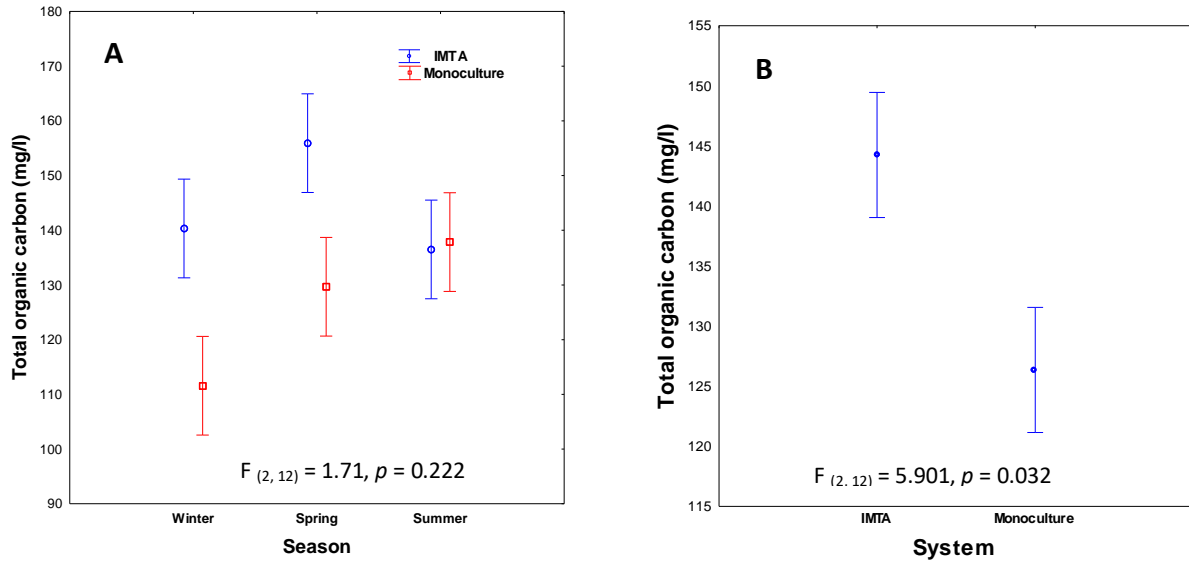 A
IMTA
Monoculture
Total organic carbon (mg/l)
180
170
160
150
140
130
120
110
100
90
F (2, 12) = 1.71, p = 0.222
Winter Spring Summer
Season
B
Total organic carbon (mg/l)
155
150
145
140
135
130
125
120
115
F (2, 12) = 5.901, p = 0.032
IMTA Monoculture
System